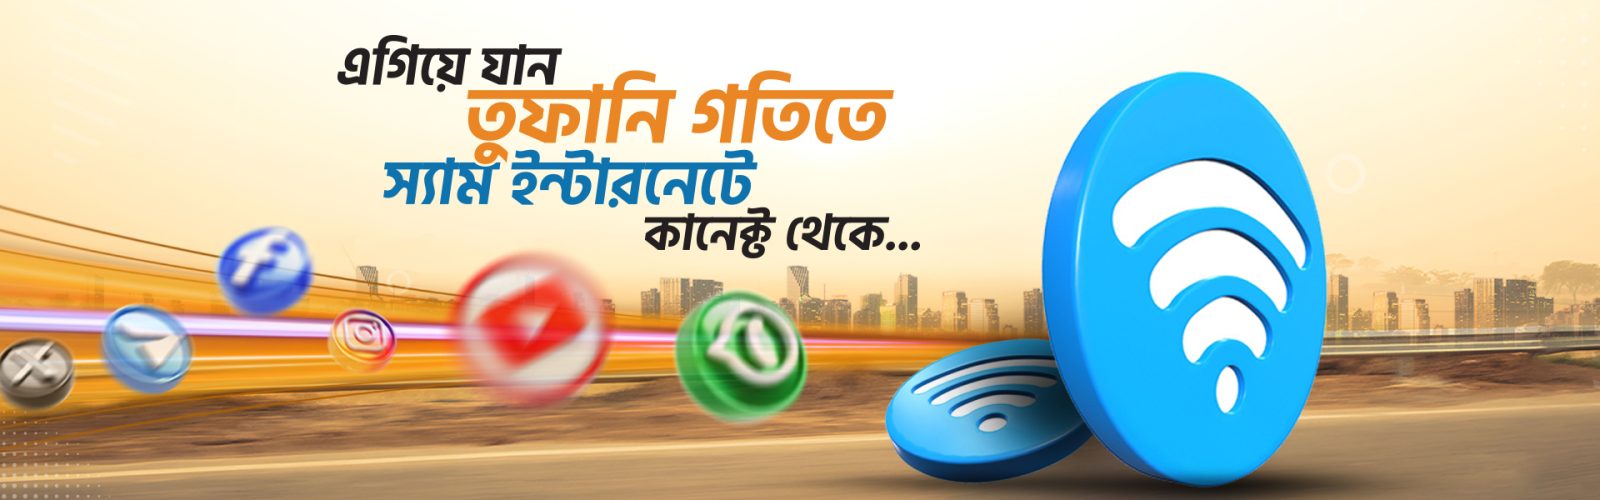 এগিয়ে যান
তুফানি গতিতে
স্যাম ইন্টারনেটে
কানেক্ট থেকে...